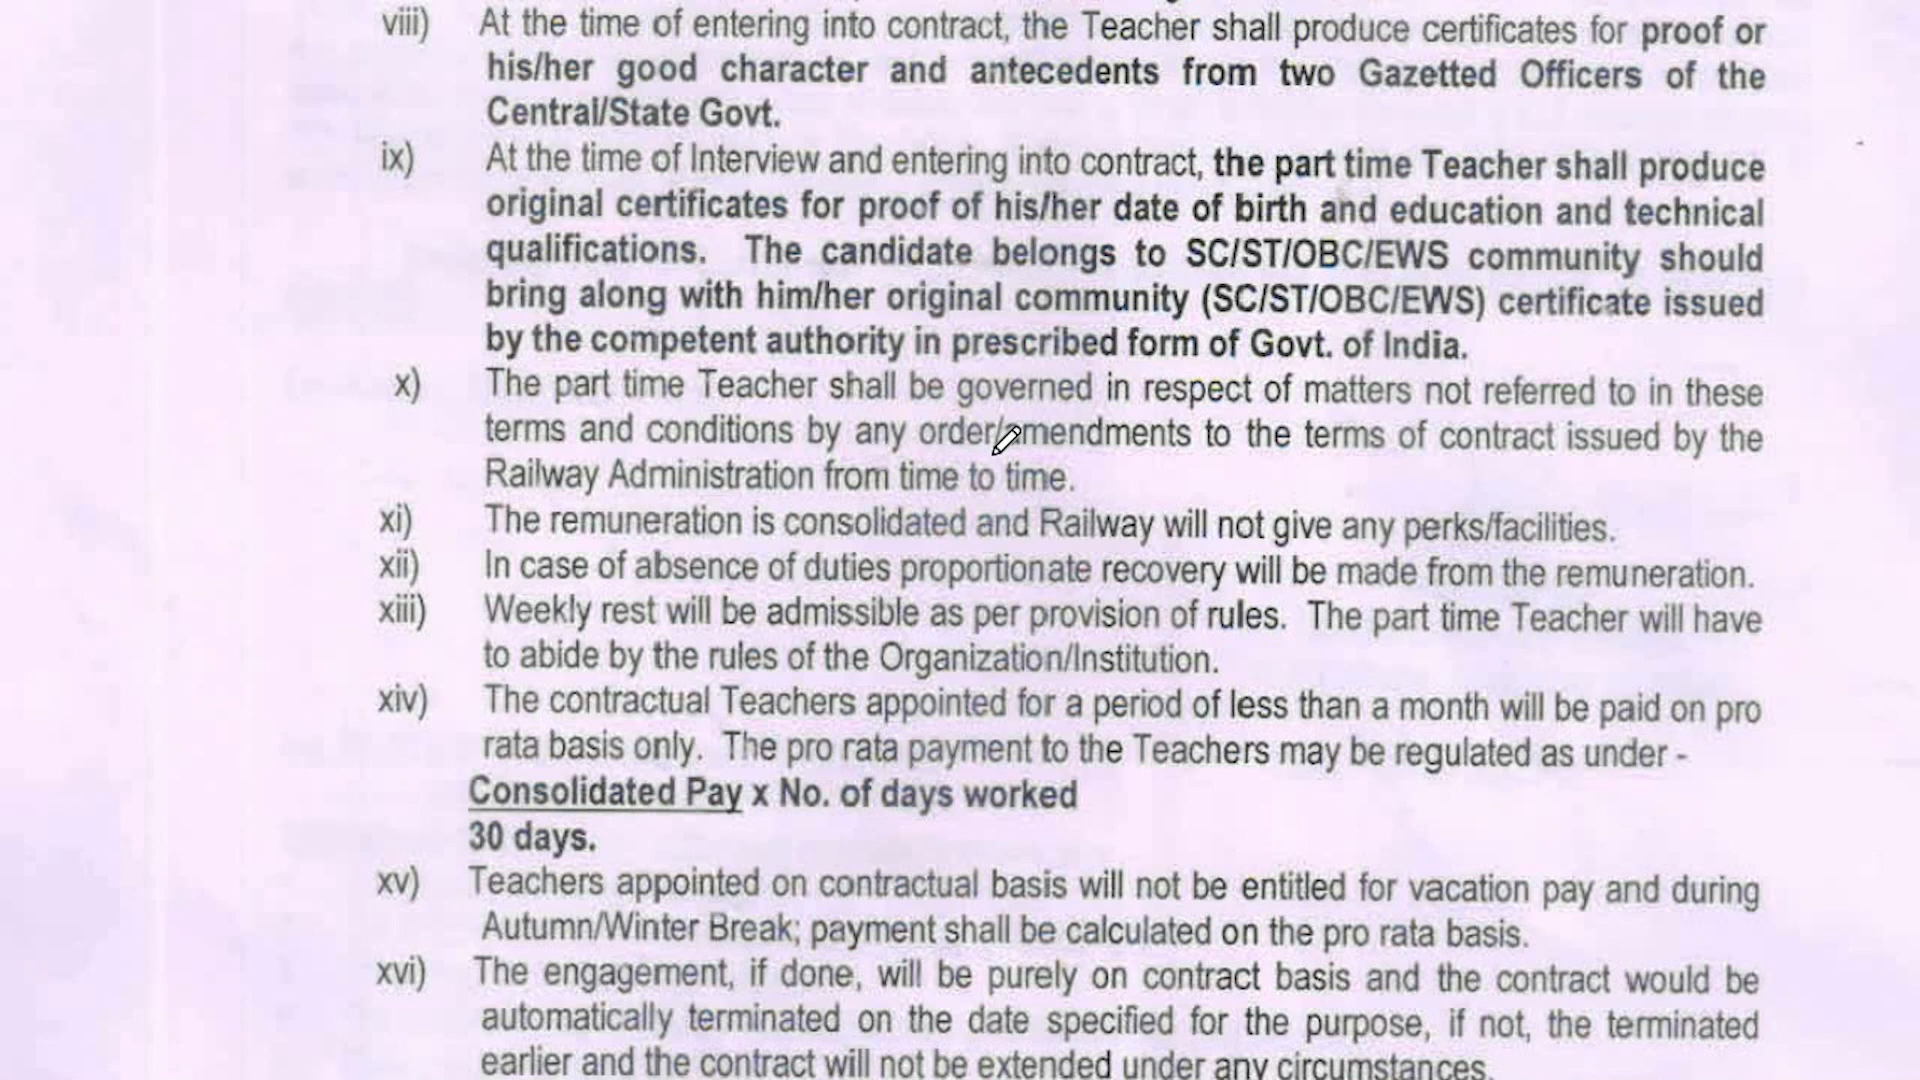 viii) At the time of entering into contract, the Teacher shall produce certificates for proof or
his/her good character and antecedents from two Gazetted Officers of the
Central/State Govt.
ix) At the time of Interview and entering into contract, the part time Teacher shall produce
original certificates for proof of his/her date of birth and education and technical
qualifications. The candidate belongs to SC/ST/OBC/EWS community should
bring along with him/her original community (SC/ST/OBC/EWS) certificate issued
by the competent authority in prescribed form of Govt. of India.
x) The part time Teacher shall be governed in respect of matters not referred to in these
terms and conditions by any order/amendments to the terms of contract issued by the
Railway Administration from time to time.
xi) The remuneration is consolidated and Railway will not give any perks/facilities.
xii) In case of absence of duties proportionate recovery will be made from the remuneration.
xiii) Weekly rest will be admissible as per provision of rules. The part time Teacher will have
to abide by the rules of the Organization/Institution.
xiv) The contractual Teachers appointed for a period of less than a month will be paid on pro
rata basis only. The pro rata payment to the Teachers may be regulated as under -
Consolidated Pay x No. of days worked
30 days.
xv) Teachers appointed on contractual basis will not be entitled for vacation pay and during
Autumn/Winter Break; payment shall be calculated on the pro rata basis.
xvi) The engagement, if done, will be purely on contract basis and the contract would be
automatically terminated on the date specified for the purpose, if not, the terminated
earlier and the contract will not be extended under any circumstances.